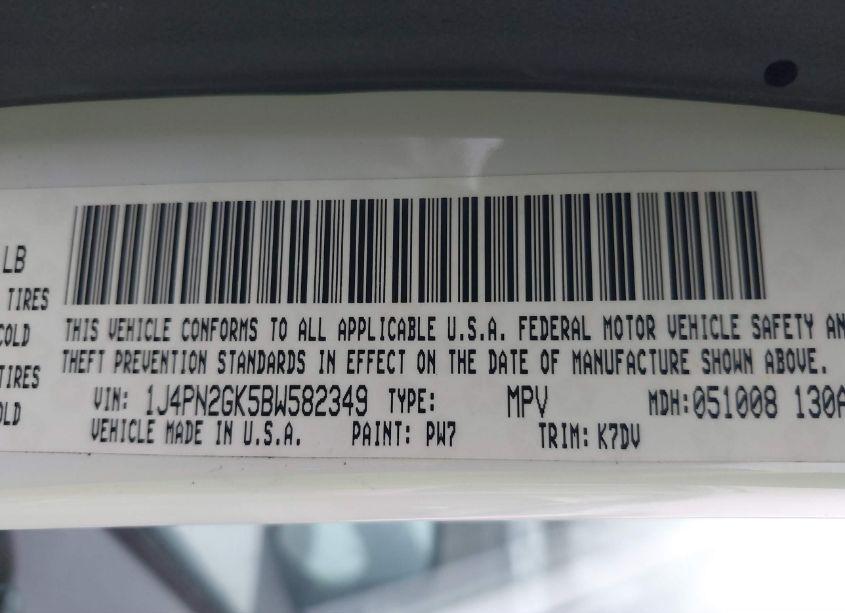 LB
TIRES
COLD
TIRES
OLD
THIS VEHICLE CONFORMS TO ALL APPLICABLE U.S.A. FEDERAL MOTOR VEHICLE SAFETY AN
THEFT PREVENTION STANDARDS IN EFFECT ON THE DATE OF MANUFACTURE SHOWN ABOVE.
VIN: 1J4PN2GK5BW582349 TYPE: MPV MDH:051008 130A
VEHICLE MADE IN U.S.A. PAINT: PW7 TRIM: K7DV